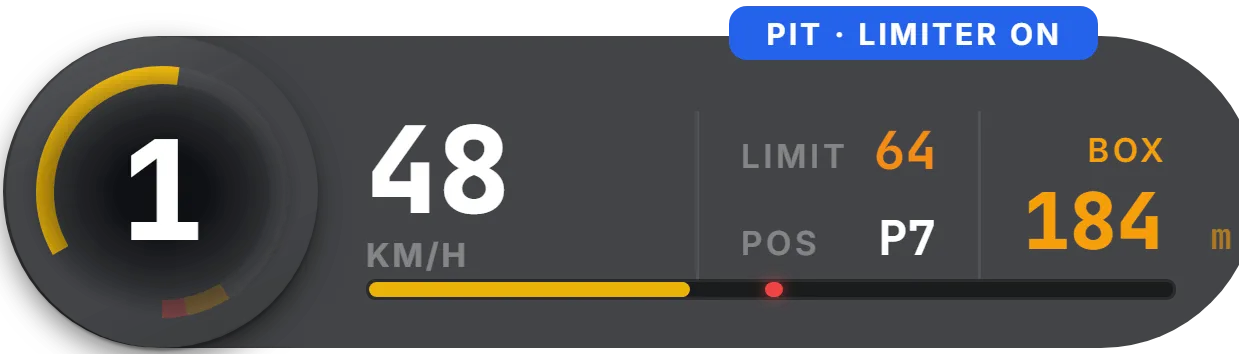 PIT · LIMITER ON
1
48
KM/H
LIMIT 64
POS P7
BOX
184 m